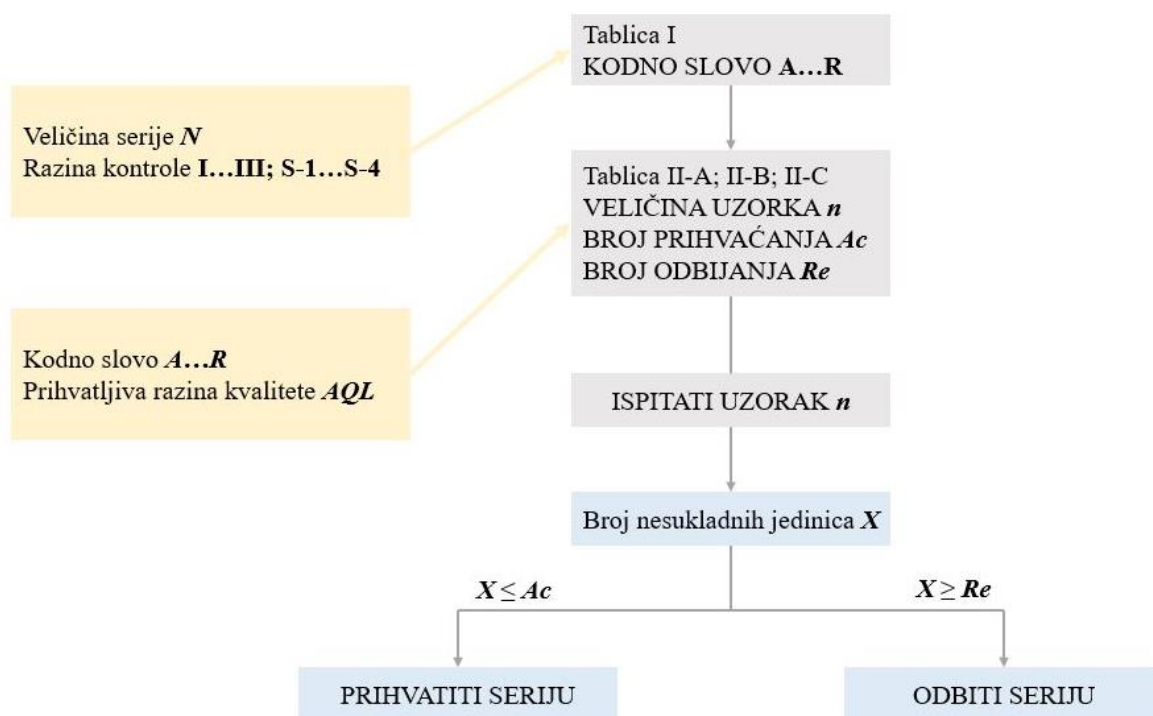 Tablica I
KODNO SLOVO A…R
Veličina serije N
Razina kontrole I…III; S-1…S-4
Tablica II-A; II-B; II-C
VELIČINA UZORKA n
BROJ PRIHVAĆANJA Ac
BROJ ODBIJANJA Re
Kodno slovo A…R
Prihvatljiva razina kvalitete AQL
ISPITATI UZORAK n
Broj nesukladnih jedinica X
X ≤ Ac
X ≥ Re
PRIHVATITI SERIJU
ODBITI SERIJU